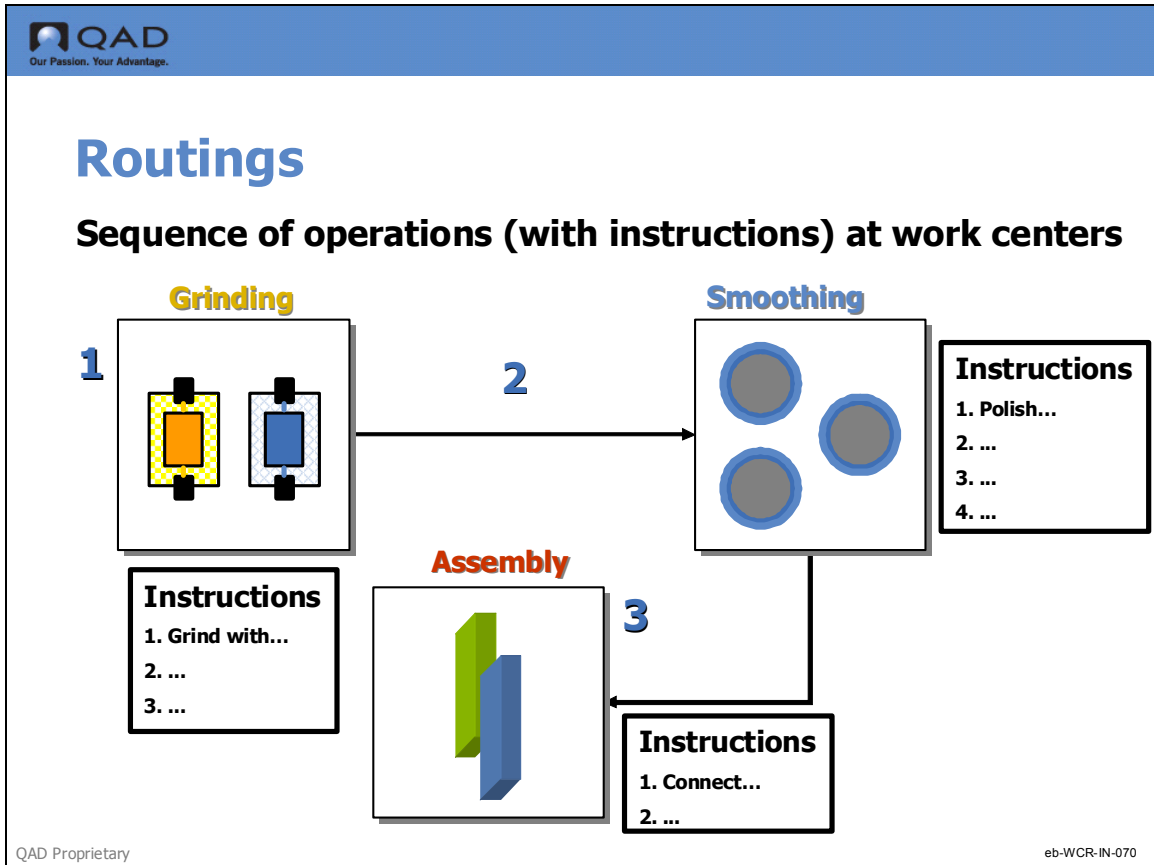 QAD
Our Passion. Your Advantage.
Routings
Sequence of operations (with instructions) at work centers
Grinding
1
2
Smoothing
Instructions
1. Polish...
2. ...
3. ...
4. ...
Instructions
1. Grind with...
2. ...
3. ...
Assembly
3
Instructions
1. Connect...
2. ...
QAD Proprietary
eb-WCR-IN-070